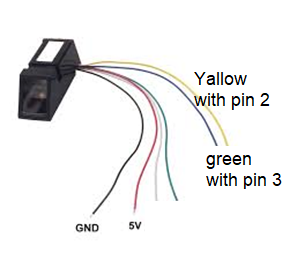 Yallow
with pin 2
green
with pin 3
GND
5V